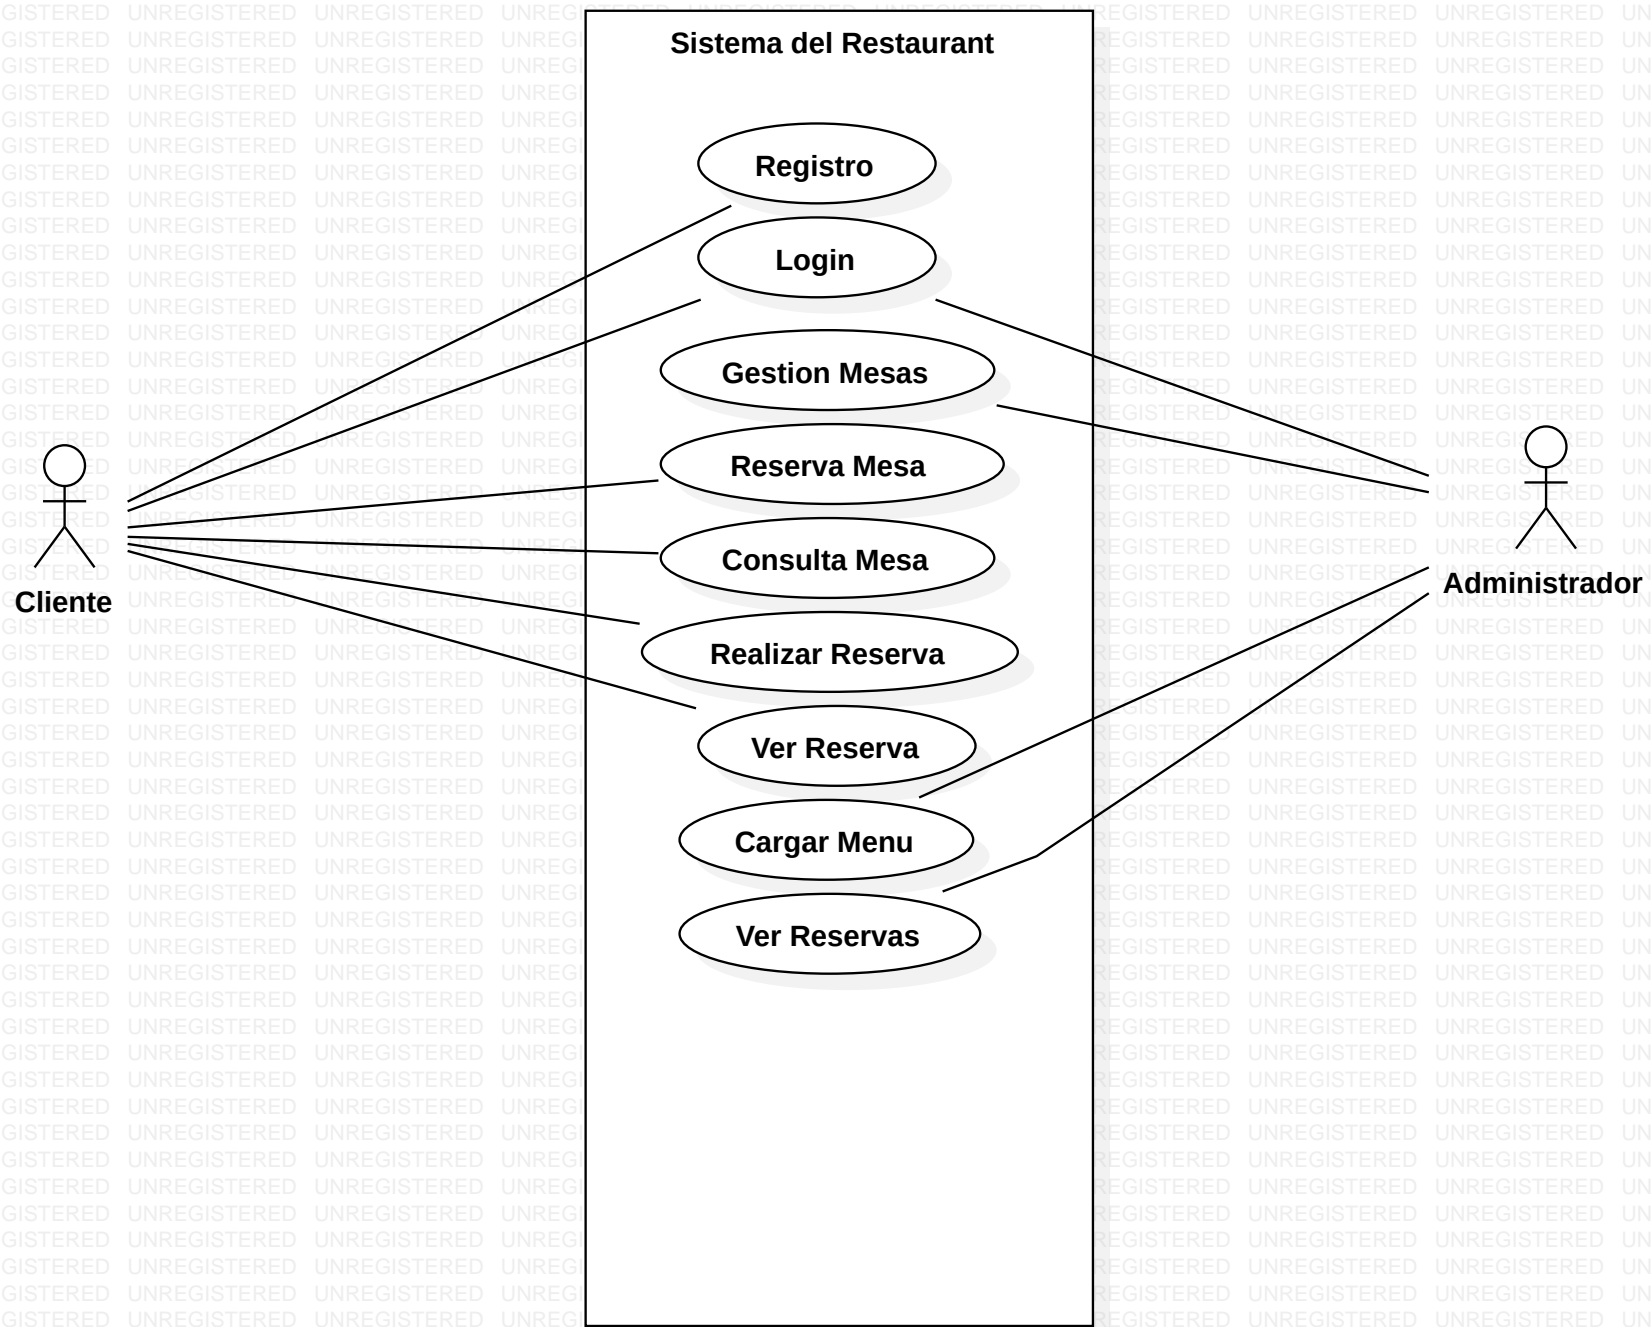 Sistema del Restaurant
Registro
Login
Gestion Mesas
Reserva Mesa
Consulta Mesa
Cliente
Administrador
Realizar Reserva
Ver Reserva
Cargar Menu
Ver Reservas
UNREGISTERED